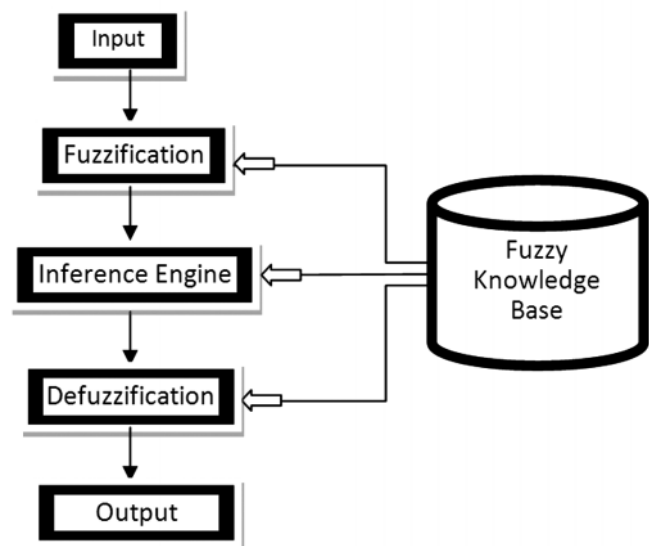 Input
Fuzzification
Inference Engine
Defuzzification
Output
Fuzzy
Knowledge
Base